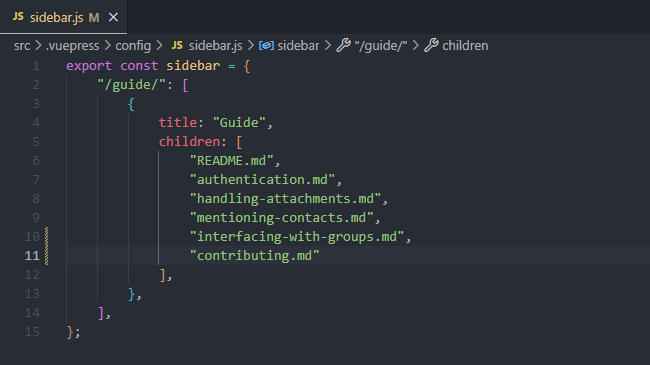 JS sidebar.js M ×
src > .vuepress > config > JS sidebar.js > sidebar > "/guide/" > children
1 export const sidebar = {
2 "/guide/": [
3 {
4 title: "Guide",
5 children: [
6 "README.md",
7 "authentication.md",
8 "handling-attachments.md",
9 "mentioning-contacts.md",
10 "interfacing-with-groups.md",
11 "contributing.md"
12 ],
13 },
14 ],
15 };